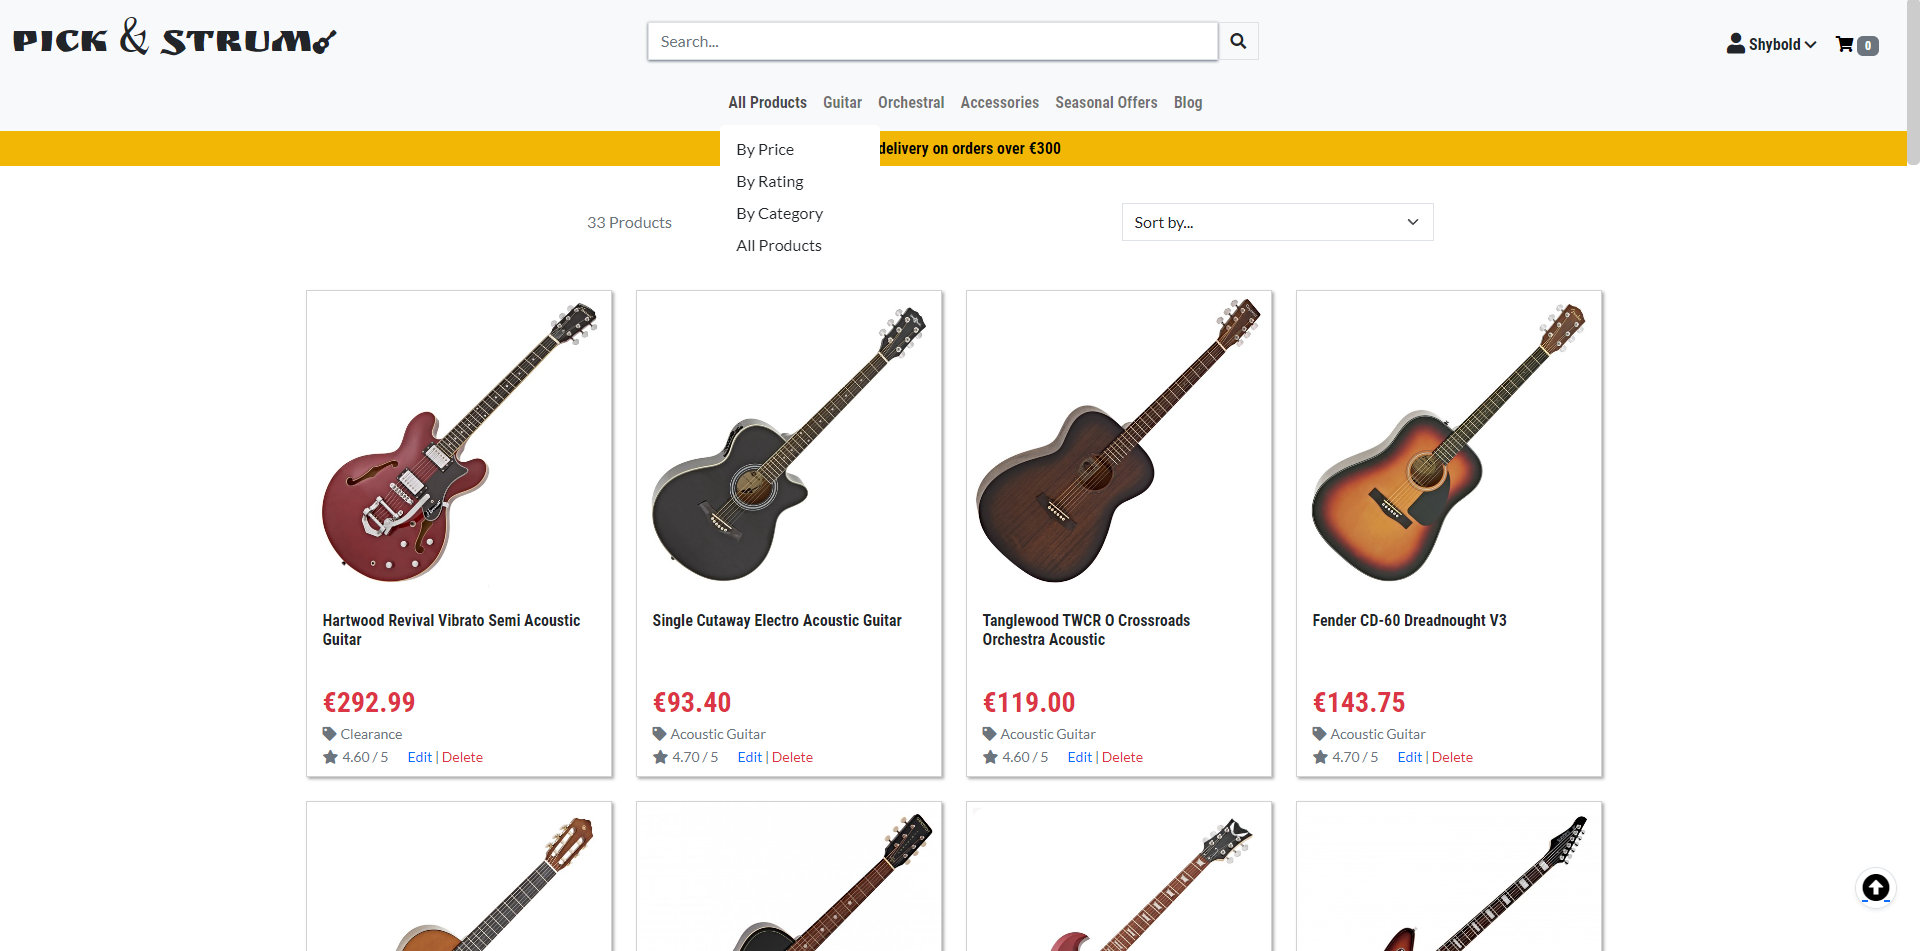 PICK & STRUM
Search...
Shybold
0
All Products Guitar Orchestral Accessories Seasonal Offers Blog
delivery on orders over €300
By Price
By Rating
By Category
All Products
33 Products
Sort by...
Hartwood Revival Vibrato Semi Acoustic
Guitar
€292.99
Clearance
4.60 / 5 Edit | Delete
Single Cutaway Electro Acoustic Guitar
€93.40
Acoustic Guitar
4.70 / 5 Edit | Delete
Tanglewood TWCR O Crossroads
Orchestra Acoustic
€119.00
Acoustic Guitar
4.60 / 5 Edit | Delete
Fender CD-60 Dreadnought V3
€143.75
Acoustic Guitar
4.70 / 5 Edit | Delete